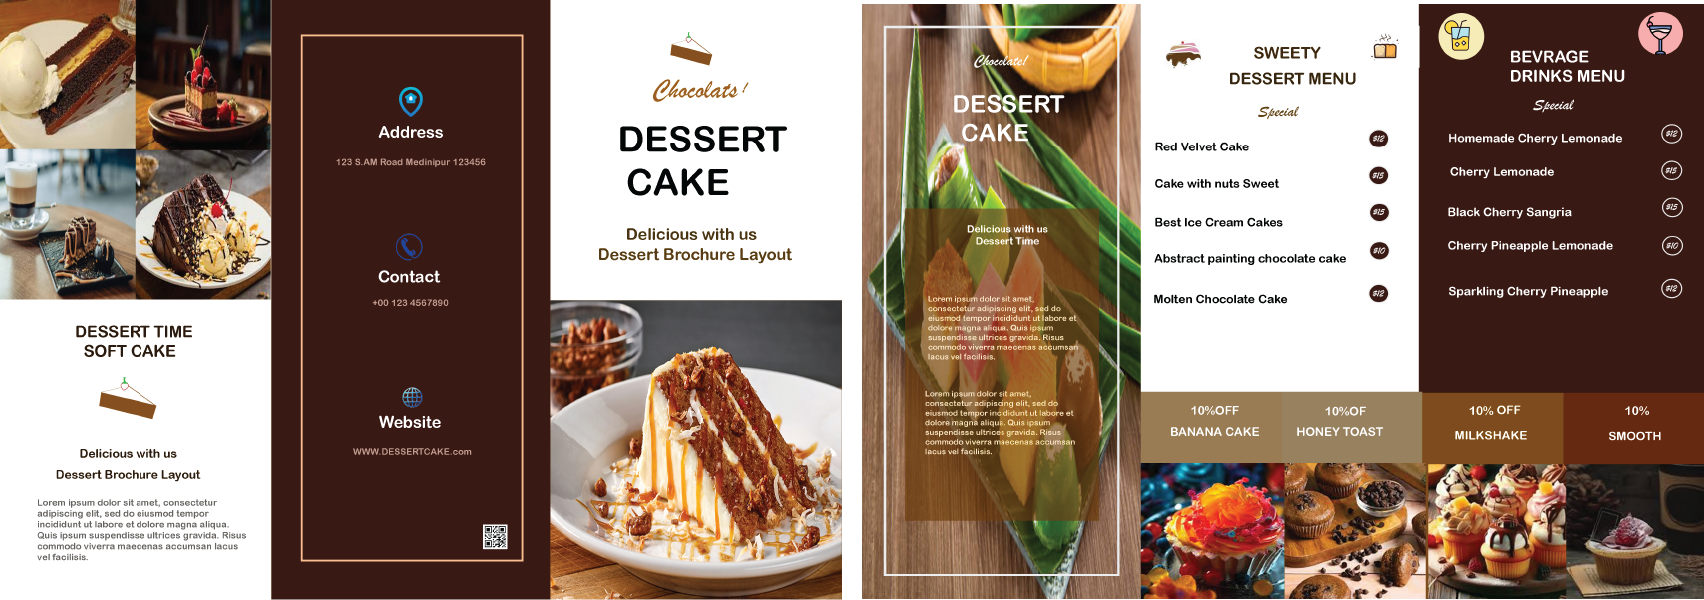 DESSERT TIME
SOFT CAKE
Delicious with us
Dessert Brochure Layout
Lorem ipsum dolor sit amet, consectetur
adipiscing elit, sed do eiusmod tempor
incididunt ut labore et dolore magna aliqua.
Quis ipsum suspendisse ultrices gravida. Risus
commodo viverra maecenas accumsan lacus
vel facilisis.
Address
123 S.AM Road Medinipur 123456
Contact
+00 123 4567890
Website
WWW.DESSERTCAKE.com
Chocolats!
DESSERT
CAKE
Delicious with us
Dessert Brochure Layout
Chocolate!
DESSERT
CAKE
Delicious with us
Dessert Time
Lorem ipsum dolor sit amet,
consectetur adipiscing elit, sed do
eiusmod tempor incididunt ut labore et
dolore magna aliqua. Quis ipsum
suspendisse ultrices gravida. Risus
commodo viverra maecenas accumsan
lacus vel facilisis.
Lorem ipsum dolor sit amet,
consectetur adipiscing elit, sed do
eiusmod tempor incididunt ut labore et
dolore magna aliqua. Quis ipsum
suspendisse ultrices gravida. Risus
commodo viverra maecenas accumsan
lacus vel facilisis.
SWEETY
DESSERT MENU
Special
Red Velvet Cake $12
Cake with nuts Sweet $15
Best Ice Cream Cakes $15
Abstract painting chocolate cake $10
Molten Chocolate Cake $12
BEVRAGE
DRINKS MENU
Special
Homemade Cherry Lemonade $12
Cherry Lemonade $15
Black Cherry Sangria $15
Cherry Pineapple Lemonade $10
Sparkling Cherry Pineapple $12
10%OFF
BANANA CAKE
10%OF
HONEY TOAST
10% OFF
MILKSHAKE
10%
SMOOTH